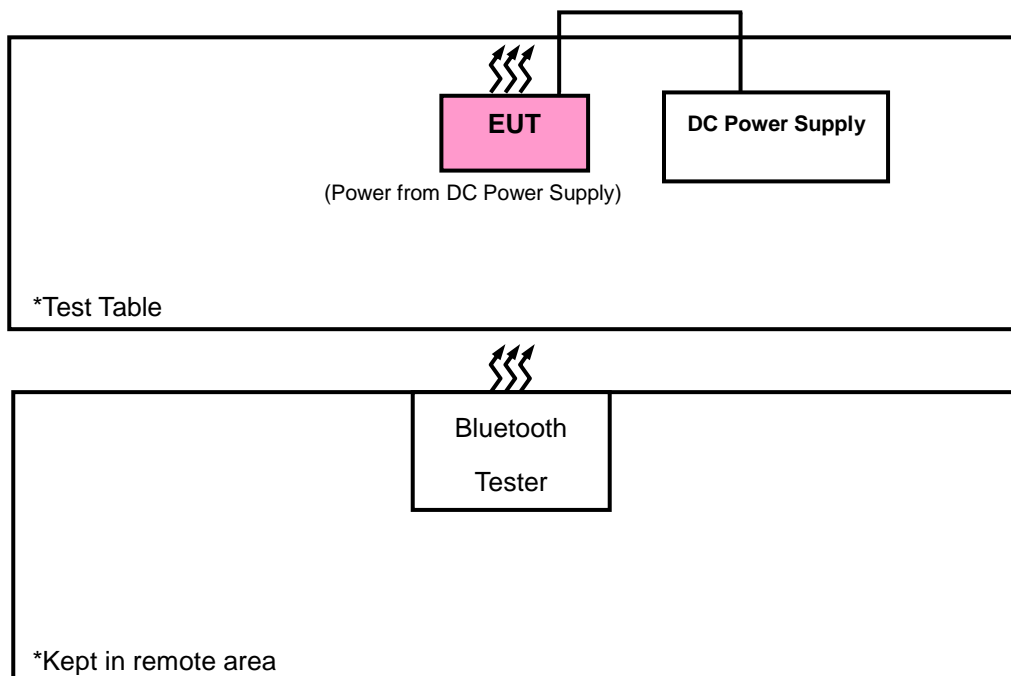 EUT
DC Power Supply
(Power from DC Power Supply)
*Test Table
Bluetooth
Tester
*Kept in remote area